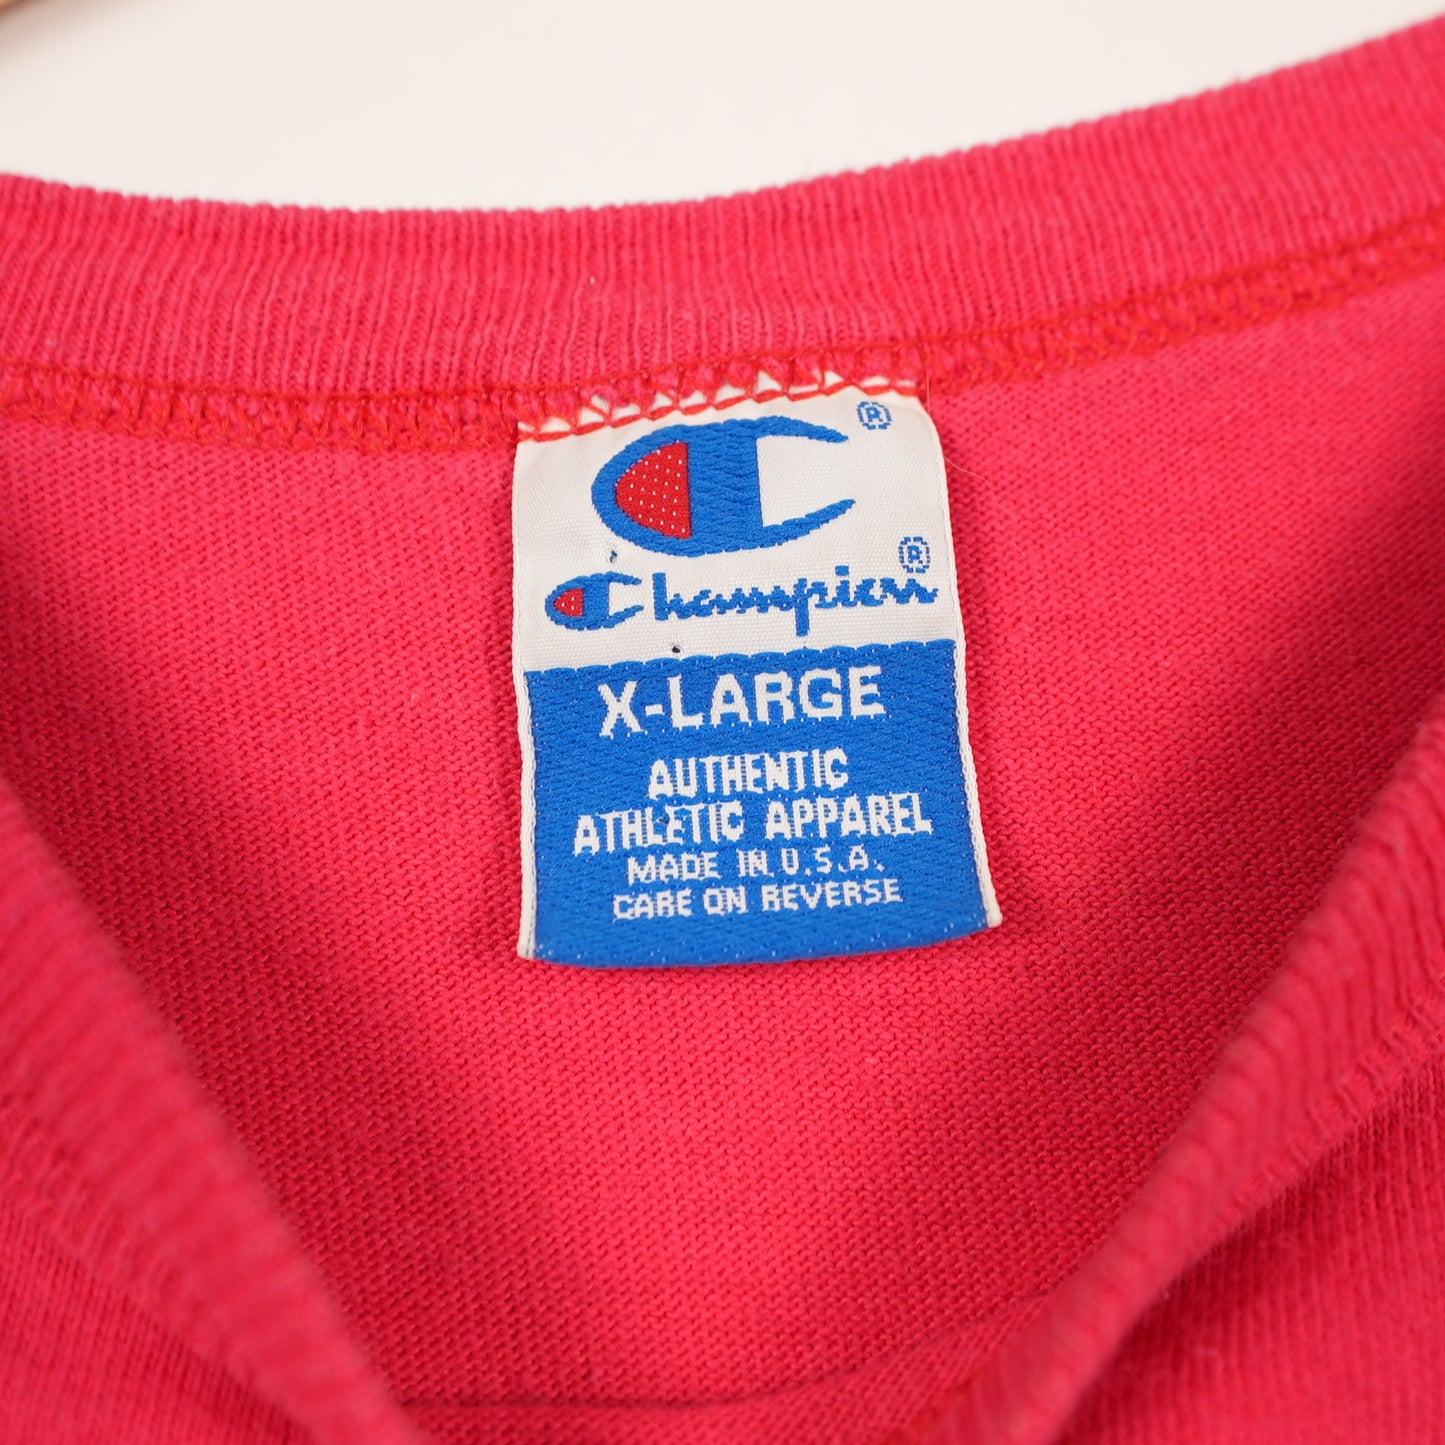 ®
Champion®
X-LARGE
AUTHENTIC
ATHLETIC APPAREL
MADE IN U.S.A.
CARE ON REVERSE